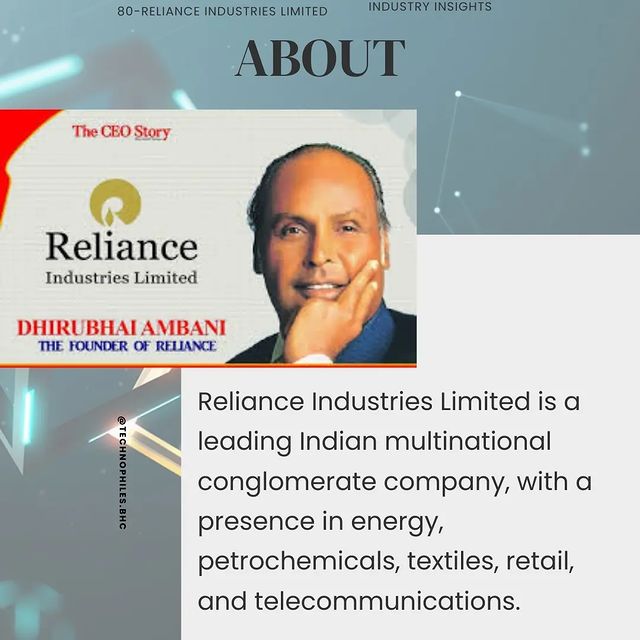 80-RELIANCE INDUSTRIES LIMITED
INDUSTRY INSIGHTS
ABOUT
The CEO Story
Reliance
Industries Limited
DHIRUBHAI AMBANI
THE FOUNDER OF RELIANCE
Reliance Industries Limited is a
leading Indian multinational
conglomerate company, with a
presence in energy,
petrochemicals, textiles, retail,
and telecommunications.
@TECHNOPHILES.BHC